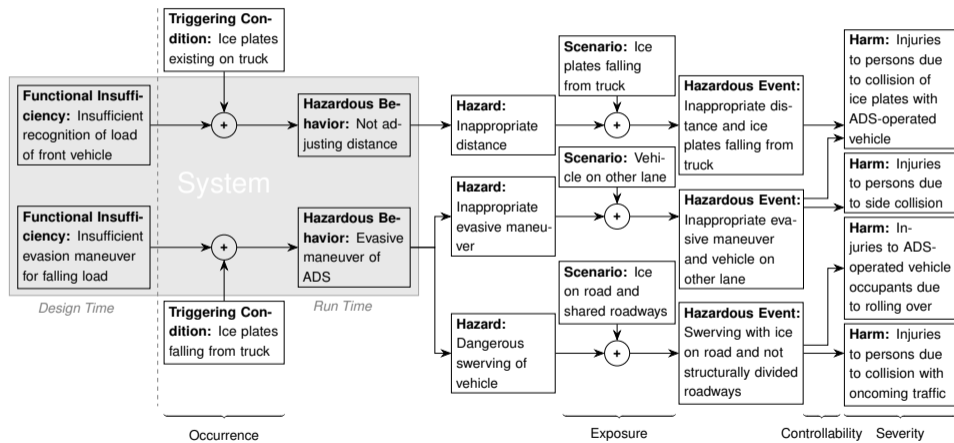 Triggering Con-
dition: Ice plates
existing on truck
Functional Insuffi-
ciency: Insufficient
recognition of load
of front vehicle
Hazardous Be-
havior: Not ad-
justing distance
System
Functional Insuffi-
ciency: Insufficient
evasion maneuver
for falling load
Hazardous Be-
havior: Evasive
maneuver of
ADS
Design Time
Run Time
Triggering Con-
dition: Ice plates
falling from truck
Occurrence
Hazard:
Inappropriate
distance
Scenario: Ice
plates falling
from truck
Hazardous Event:
Inappropriate dis-
tance and ice
plates falling from
truck
Harm: Injuries
to persons due
to collision of
ice plates with
ADS-operated
vehicle
Hazard:
Inappropriate
evasive maneu-
ver
Scenario: Vehi-
cle on other lane
Hazardous Event:
Inappropriate eva-
sive maneuver
and vehicle on
other lane
Harm: Injuries
to persons due to
side collision
Harm: In-
juries to ADS-
operated vehicle
occupants due
to rolling over
Hazard:
Dangerous
swerving of
vehicle
Scenario: Ice
on road and
shared roadways
Hazardous Event:
Swerving with ice
on road and not
structurally divided
roadways
Harm: Injuries
to persons due
to collision with
oncoming traffic
Exposure
Controllability
Severity